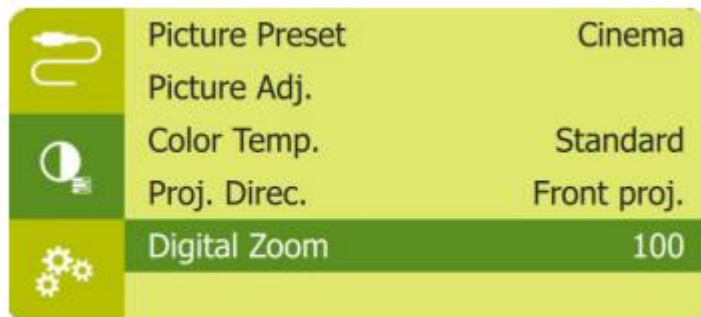 Picture Preset Cinema
Picture Adj.
Color Temp. Standard
Proj. Direc. Front proj.
Digital Zoom 100